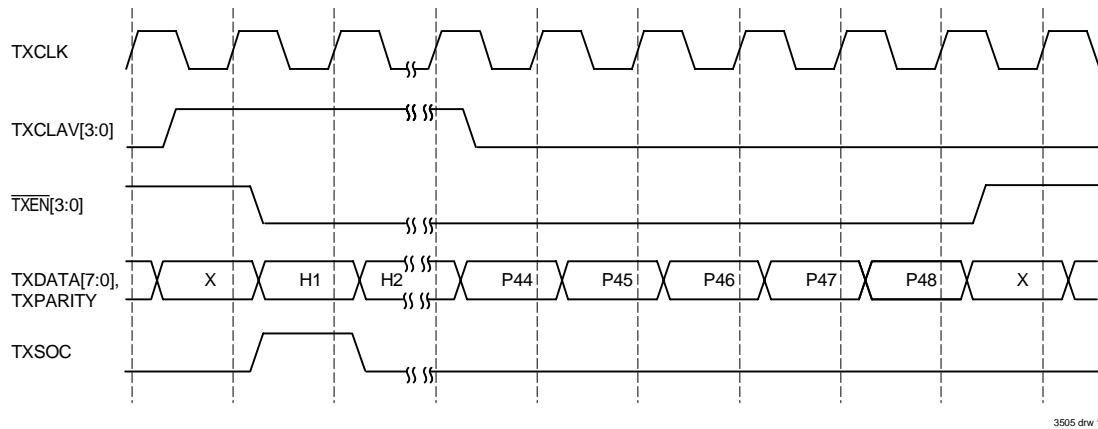 TXCLK
TXCLAV[3:0]
TXEN[3:0]
TXDATA[7:0],
TXPARITY
X H1 H2 P44 P45 P46 P47 P48 X
TXSOC
3505 drw